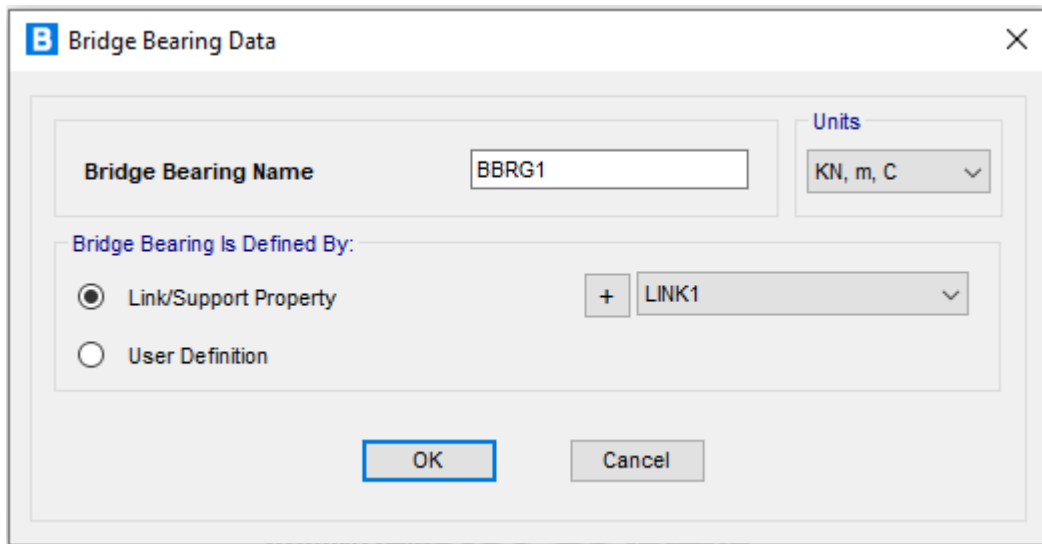 B Bridge Bearing Data
Units
Bridge Bearing Name BBRG1 KN, m, C
Bridge Bearing Is Defined By:
Link/Support Property + LINK1
User Definition
OK Cancel